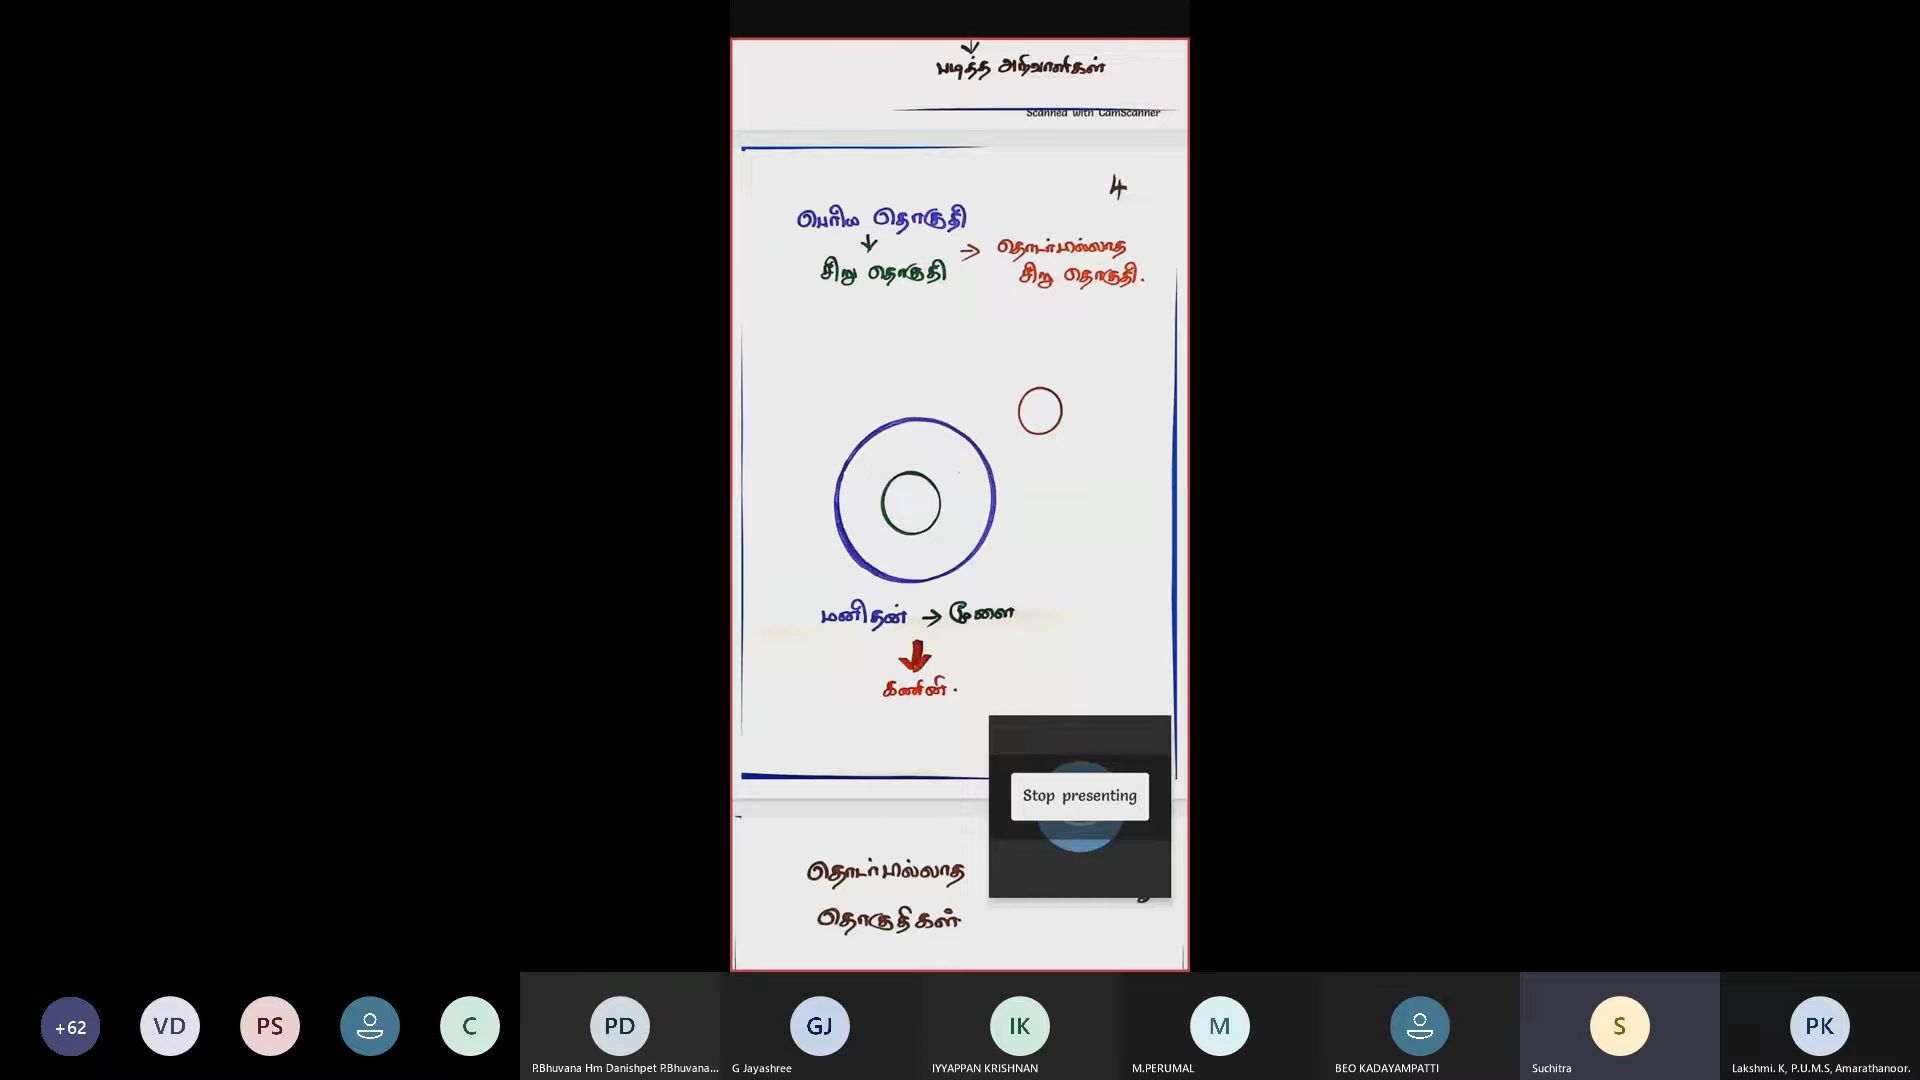 படித்த அறிவாளிகள்
Scanned with CamScanner
4
பெரிய தொகுதி
↓
சிறு தொகுதி
→ தொடர்பில்லாத
சிறு தொகுதி.
மனிதன் → மூளை
கணினி.
Stop presenting
தொடர்பில்லாத
தொகுதிகள்
+62
VD
PS
C
PD
GJ
IK
M
S
PK
P.Bhuvana Hm Danishpet P.Bhuvana...
G Jayashree
IYYAPPAN KRISHNAN
M.PERUMAL
BEO KADAYAMPATTI
Suchitra
Lakshmi. K, P.U.M.S, Amarathanoor.